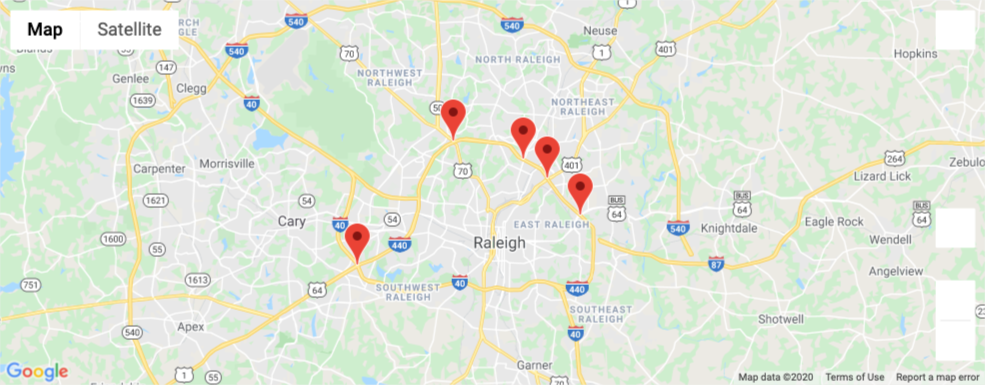 Map
Satellite
540
540
Neuse
1
401
Hopkins
540
70
147
Genlee
Clegg
1639
40
NORTHWEST
RALEIGH
NORTH RALEIGH
NORTHEAST
RALEIGH
Carpenter
Morrisville
70
401
264
Lizard Lick
1621
54
54
Cary
40
440
Raleigh
EAST RALEIGH
BUS
64
BUS
64
BUS
64
540
Knightdale
Eagle Rock
Wendell
1600
55
87
Angelview
751
1613
64
SOUTHWEST
RALEIGH
40
440
SOUTHEAST
RALEIGH
Shotwell
540
Apex
40
Garner
1
55
70
Google
Map data ©2020
Terms of Use
Report a map error